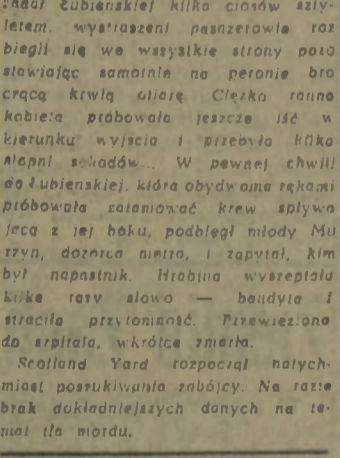 zadał Łubieńskiej kilka ciosów szty-
letem. wystraszeni pasażerowie roz
biegli się we wszystkie strony pozo
stawiając samotnie na peronie bro
czącą krwią ofiarę Ciężko ranna
kobieta próbowała jeszcze iść w
kierunku wyjścia i przebyła kilka
stopni schodów... W pewnej chwili
do Łubieńskiej, która obydwoma rękami
próbowała zatamować krew spływa
jącą z jej boku, podbiegł młody Mu
rzyn, dozorca metra, i zapytał, kim
był napastnik. Hrabina wyszeptała
kilka razy słowo — bandyta i
straciła przytomność. Przewieziona
do szpitala, wkrótce zmarła.
Scotland Yard rozpoczął natych-
miast poszukiwania zabójcy. Na razie
brak dokładniejszych danych na te-
mat tła mordu.